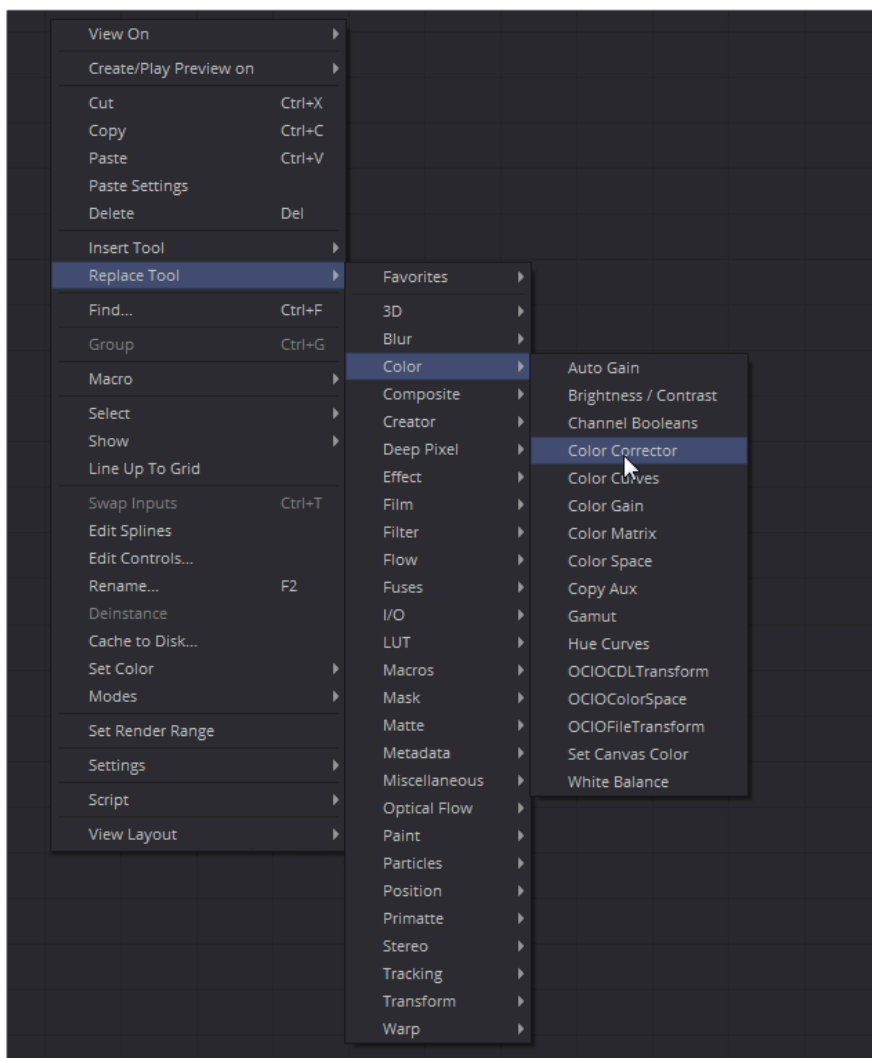 View On
Create/Play Preview on
Cut Ctrl+X
Copy Ctrl+C
Paste Ctrl+V
Paste Settings
Delete Del
Insert Tool
Replace Tool
Find... Ctrl+F
Group Ctrl+G
Macro
Select
Show
Line Up To Grid
Swap Inputs Ctrl+T
Edit Splines
Edit Controls...
Rename... F2
Deinstance
Cache to Disk...
Set Color
Modes
Set Render Range
Settings
Script
View Layout
Favorites
3D
Blur
Color
Composite
Creator
Deep Pixel
Effect
Film
Filter
Flow
Fuses
I/O
LUT
Macros
Mask
Matte
Metadata
Miscellaneous
Optical Flow
Paint
Particles
Position
Primatte
Stereo
Tracking
Transform
Warp
Auto Gain
Brightness / Contrast
Channel Booleans
Color Corrector
Color Curves
Color Gain
Color Matrix
Color Space
Copy Aux
Gamut
Hue Curves
OCIOCDLTransform
OCIOColorSpace
OCIOFileTransform
Set Canvas Color
White Balance